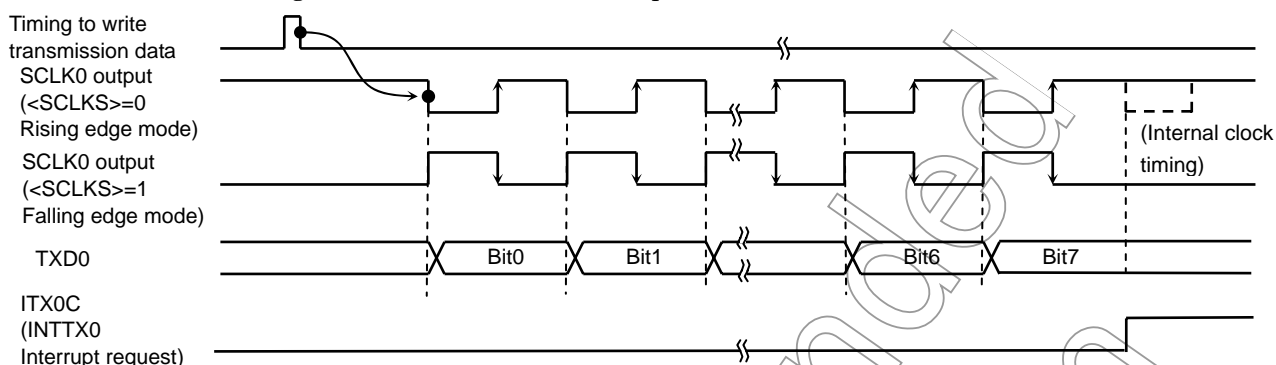 Timing to write
transmission data
SCLK0 output
(<SCLKS>=0
Rising edge mode)
(Internal clock
timing)
SCLK0 output
(<SCLKS>=1
Falling edge mode)
TXD0
Bit0
Bit1
Bit6
Bit7
ITX0C
(INTTX0
Interrupt request)